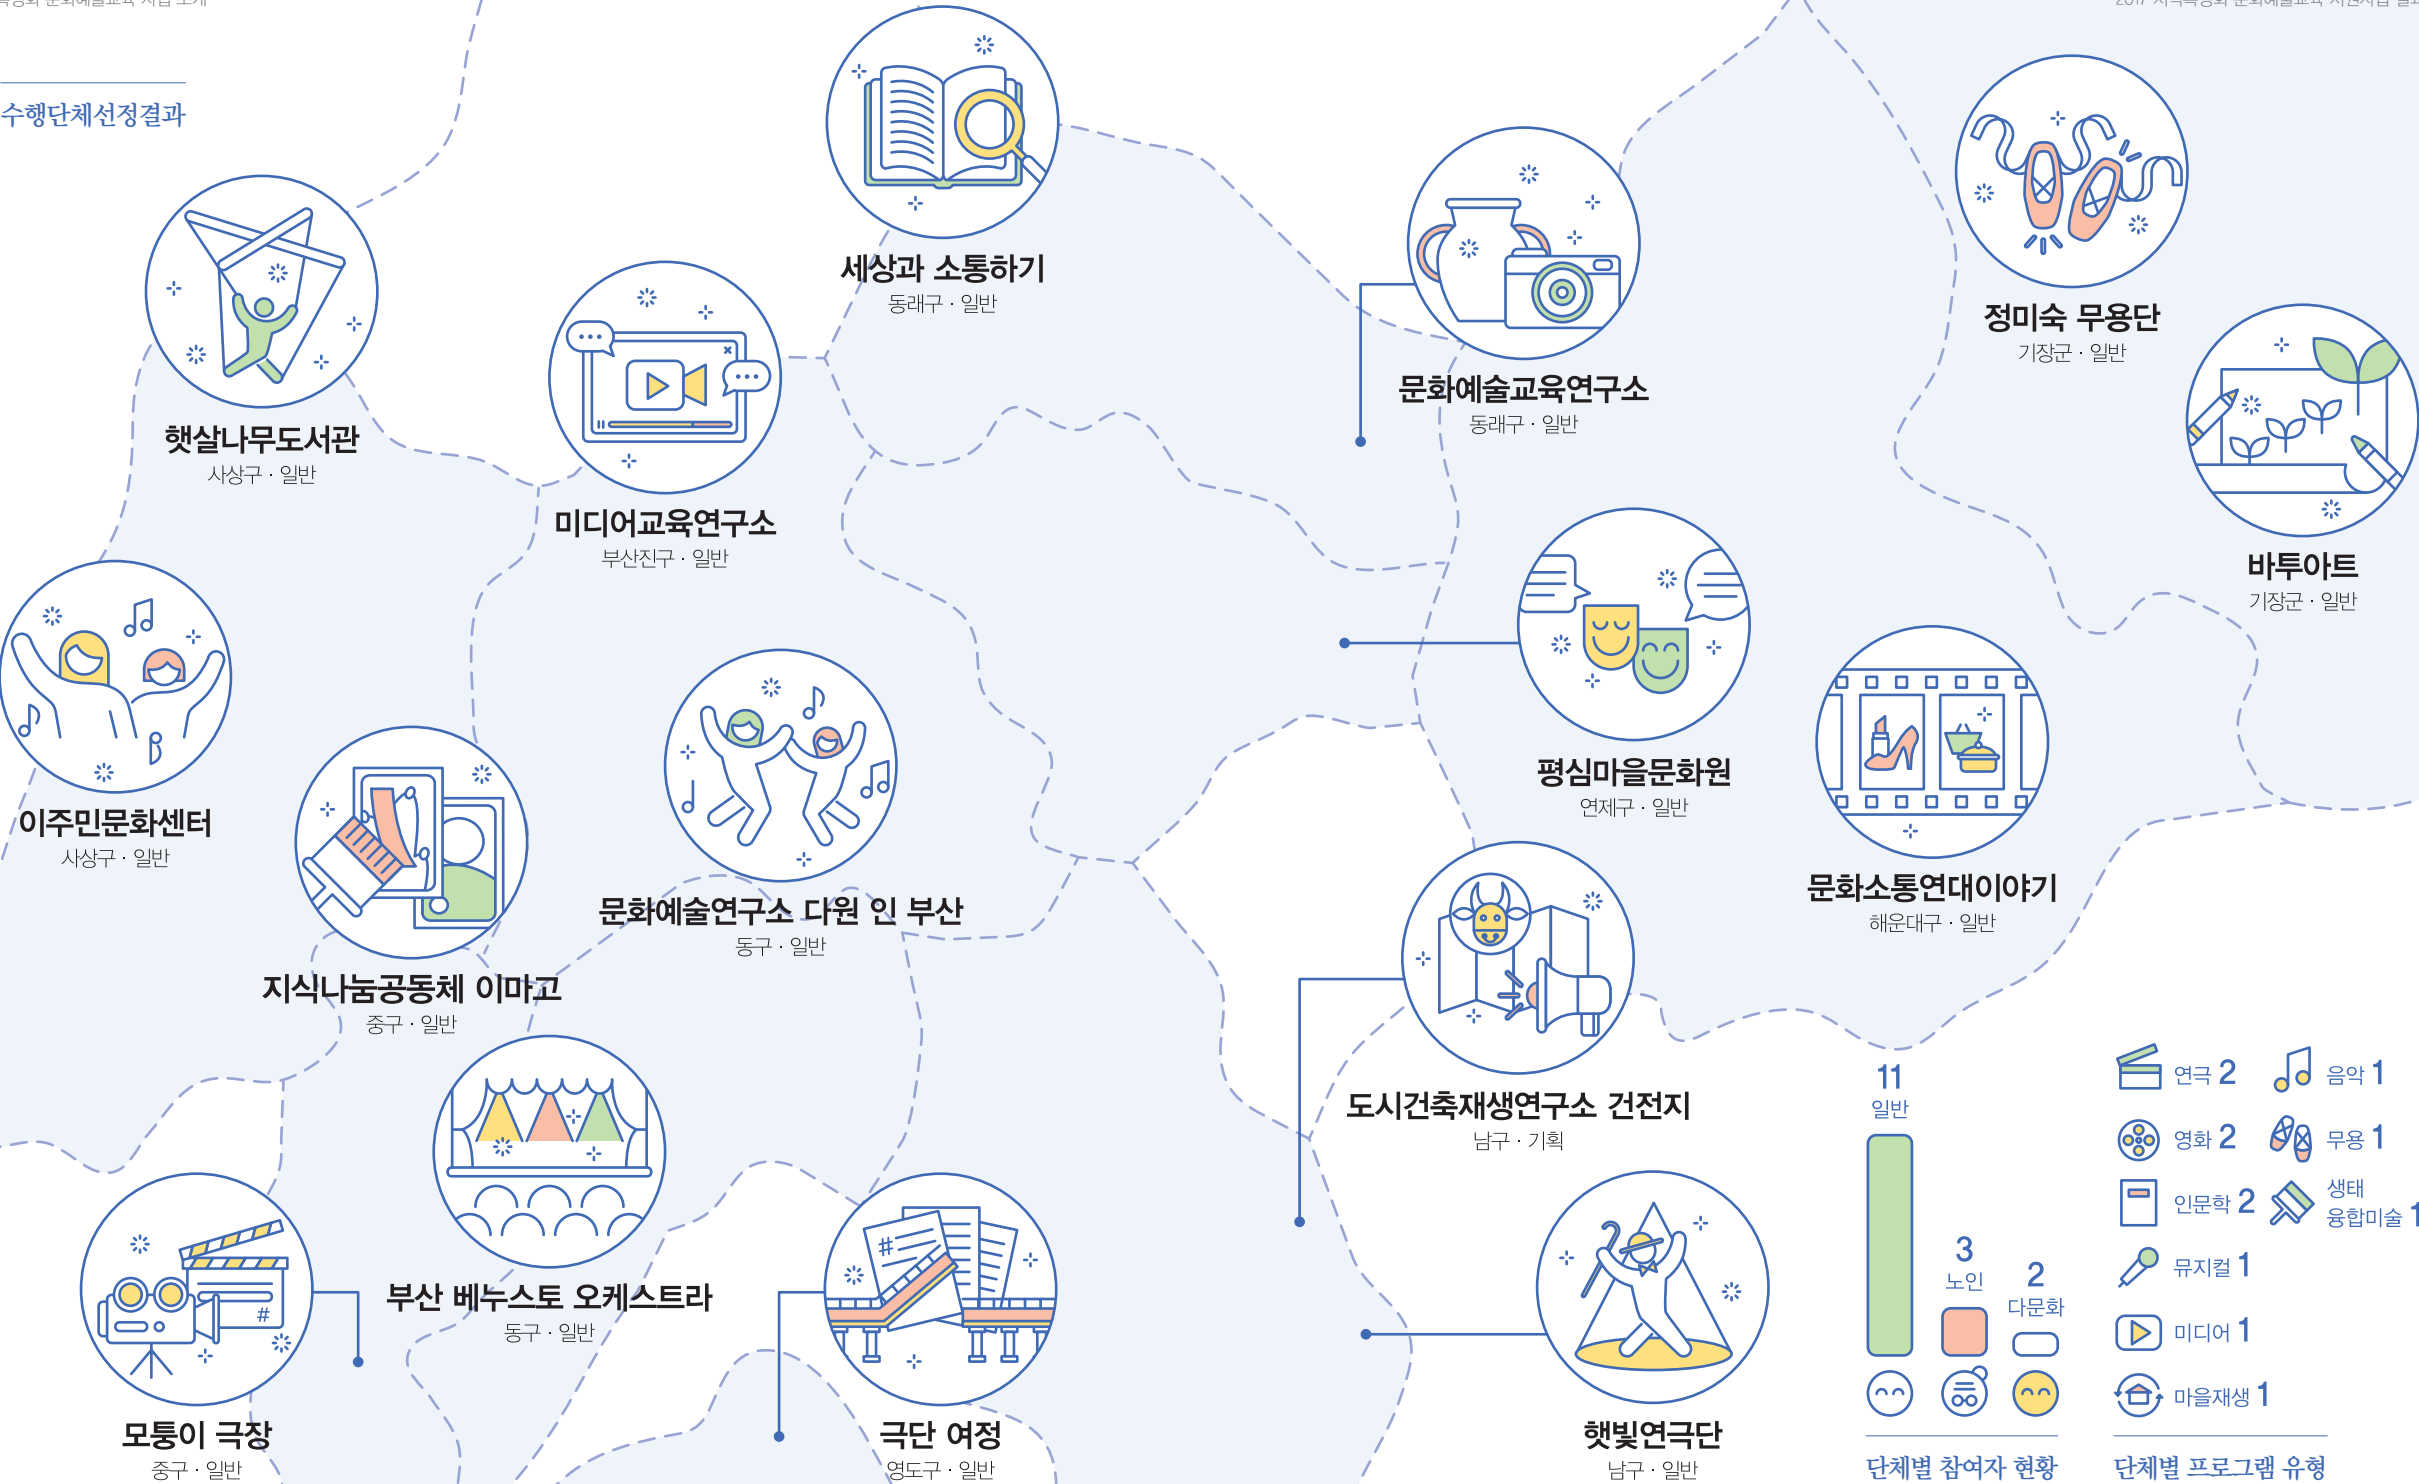 수행단체선정결과
세상과 소통하기
동래구 · 일반
햇살나무도서관
사상구 · 일반
미디어교육연구소
부산진구 · 일반
문화예술교육연구소
동래구 · 일반
정미숙 무용단
기장군 · 일반
바투아트
기장군 · 일반
이주민문화센터
사상구 · 일반
지식나눔공동체 이마고
중구 · 일반
문화예술연구소 다원 인 부산
동구 · 일반
평심마을문화원
연제구 · 일반
문화소통연대이야기
해운대구 · 일반
도시건축재생연구소 건전지
남구 · 기획
부산 베누스토 오케스트라
동구 · 일반
모퉁이 극장
중구 · 일반
극단 여정
영도구 · 일반
햇빛연극단
남구 · 일반
11
일반
3
노인
2
다문화
단체별 참여자 현황
연극 2
음악 1
영화 2
무용 1
인문학 2
생태
융합미술 1
뮤지컬 1
미디어 1
마을재생 1
단체별 프로그램 유형
#
#